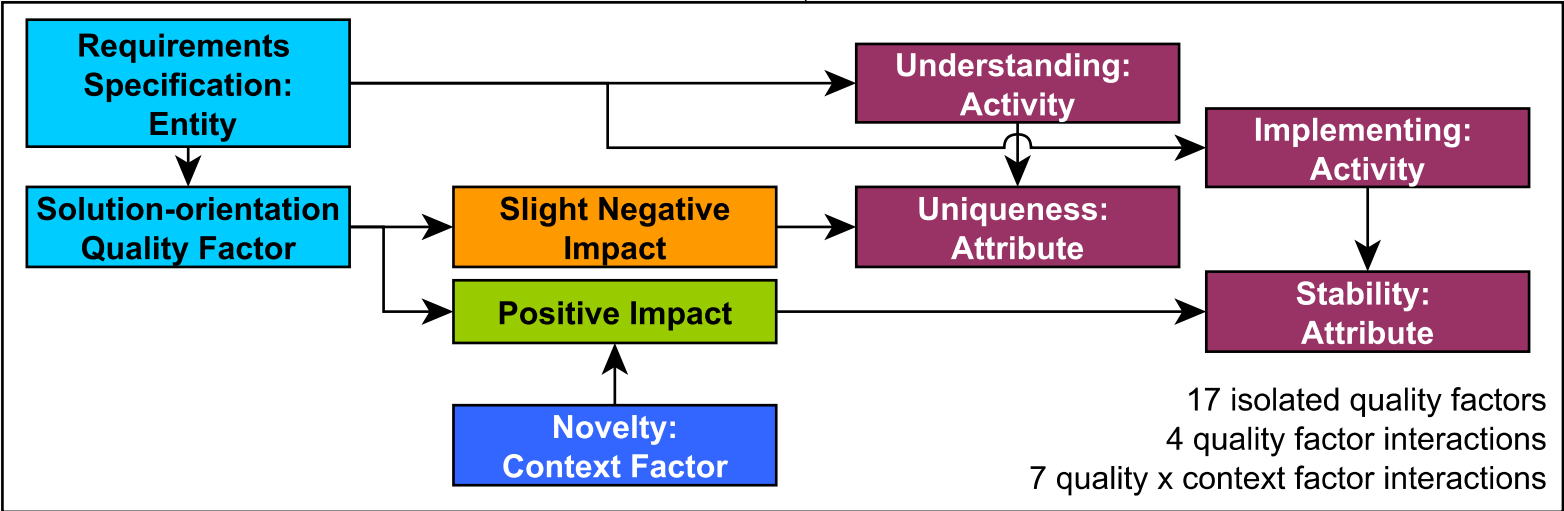 Requirements
Specification:
Entity
Understanding:
Activity
Implementing:
Activity
Solution-orientation
Quality Factor
Slight Negative
Impact
Uniqueness:
Attribute
Positive Impact
Stability:
Attribute
Novelty:
Context Factor
17 isolated quality factors
4 quality factor interactions
7 quality x context factor interactions